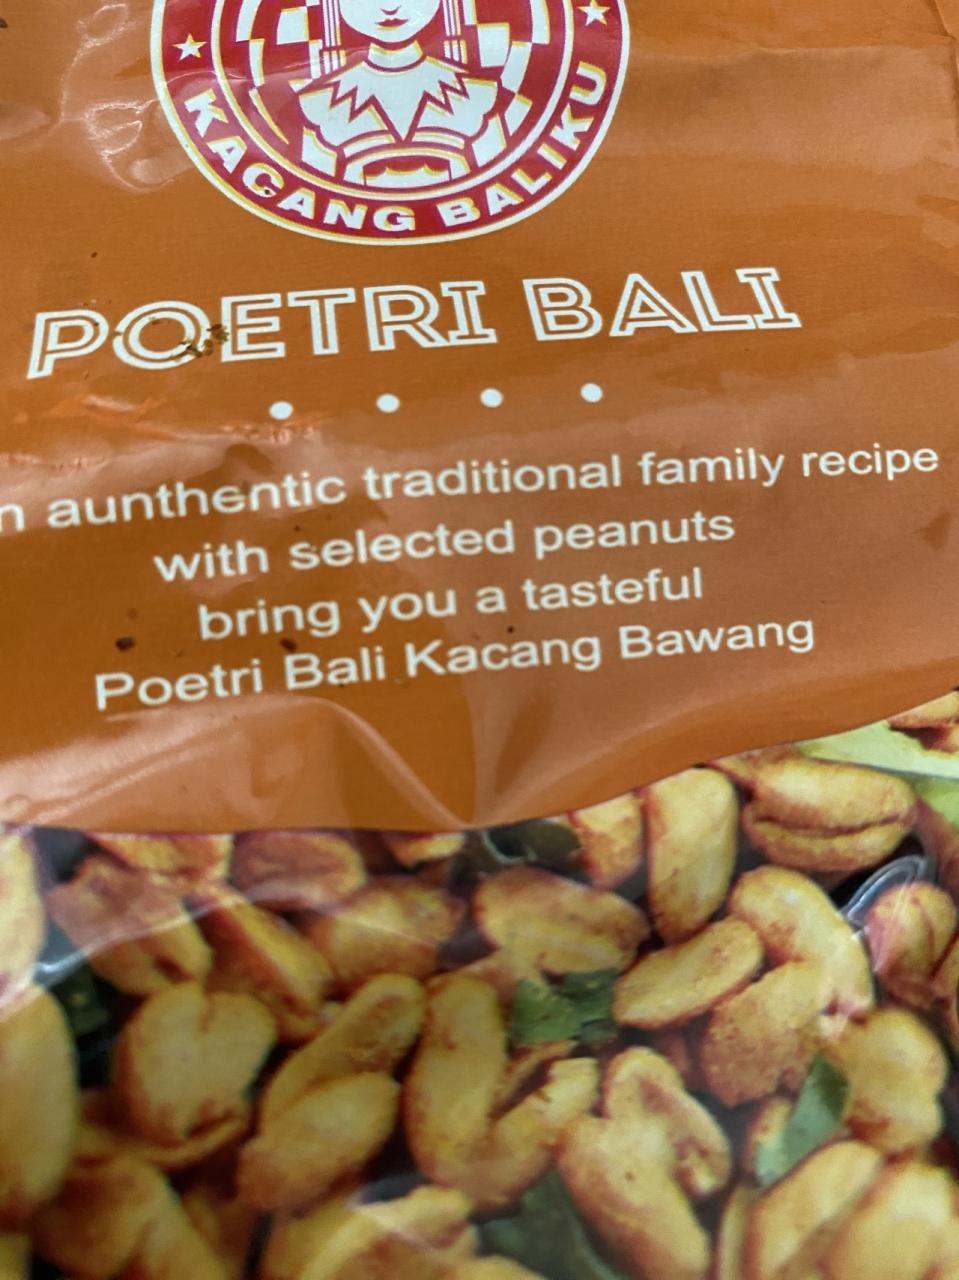 KACANG BALIKU
POETRI BALI
aunthentic traditional family recipe
with selected peanuts
bring you a tasteful
Poetri Bali Kacang Bawang